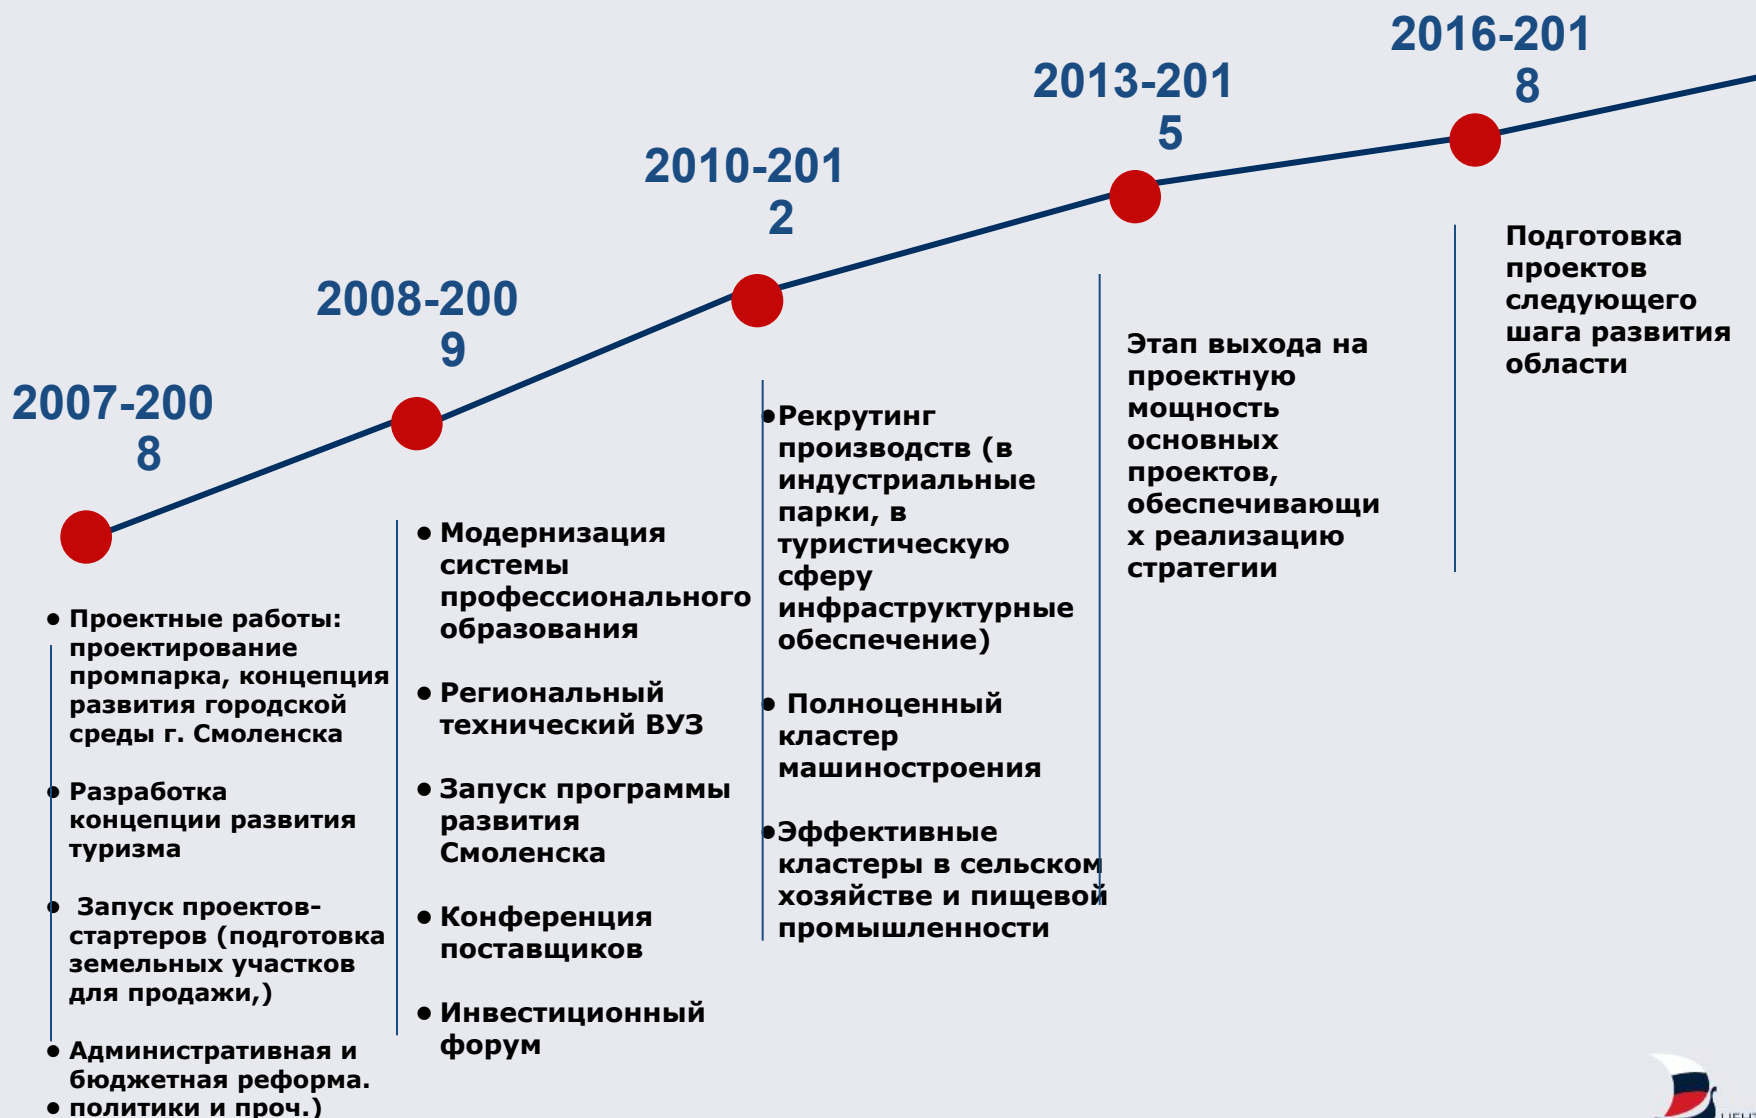 2007-200
8
• Проектные работы:
проектирование
промпарка, концепция
развития городской
среды г. Смоленска
• Разработка
концепции развития
туризма
• Запуск проектов-
стартеров (подготовка
земельных участков
для продажи,)
• Административная и
бюджетная реформа.
• политики и проч.)
2008-200
9
• Модернизация
системы
профессионального
образования
• Региональный
технический ВУЗ
• Запуск программы
развития
Смоленска
• Конференция
поставщиков
• Инвестиционный
форум
2010-201
2
•Рекрутинг
производств (в
индустриальные
парки, в
туристическую
сферу
инфраструктурные
обеспечение)
• Полноценный
кластер
машиностроения
•Эффективные
кластеры в сельском
хозяйстве и пищевой
промышленности
2013-201
5
Этап выхода на
проектную
мощность
основных
проектов,
обеспечивающи
х реализацию
стратегии
2016-201
8
Подготовка
проектов
следующего
шага развития
области